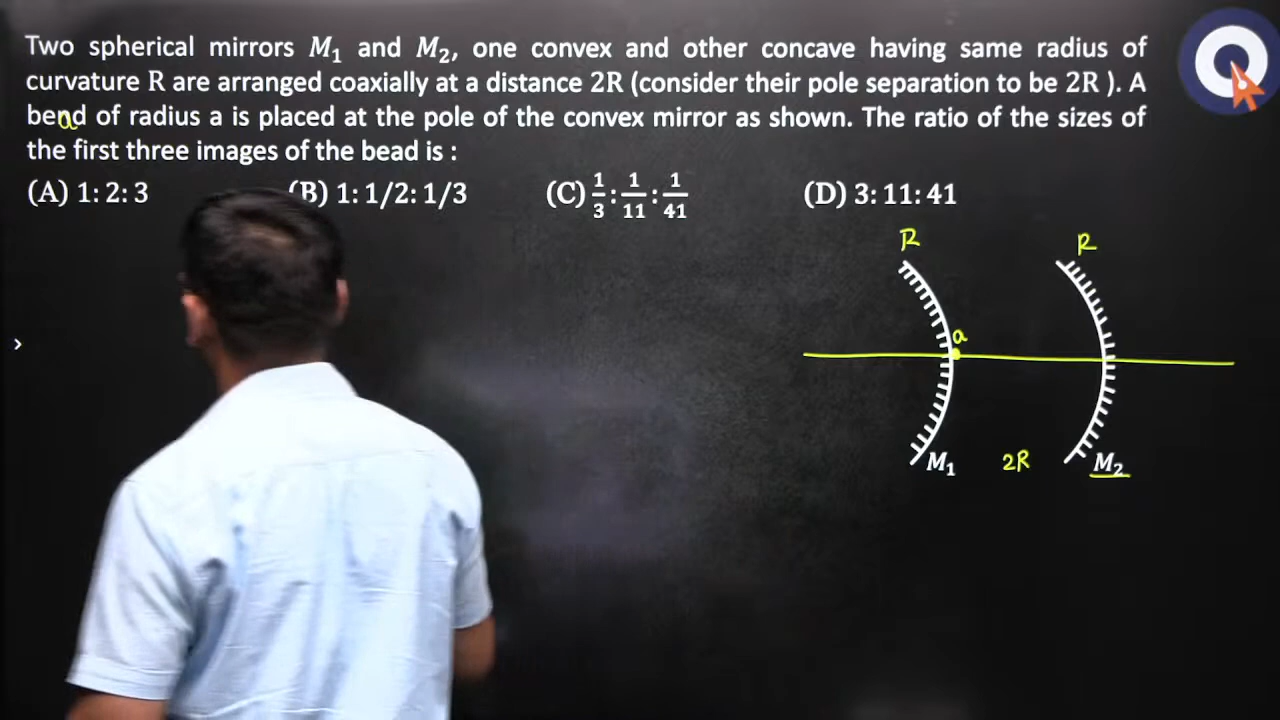 Two spherical mirrors M₁ and M₂, one convex and other concave having same radius of
curvature R are arranged coaxially at a distance 2R (consider their pole separation to be 2R ). A
bend of radius a is placed at the pole of the convex mirror as shown. The ratio of the sizes of
a
the first three images of the bead is :
(A) 1: 2: 3 (B) 1: 1/2: 1/3 (C) 1/3 : 1/11 : 1/41 (D) 3: 11: 41
R R
a
M₁ 2R M₂